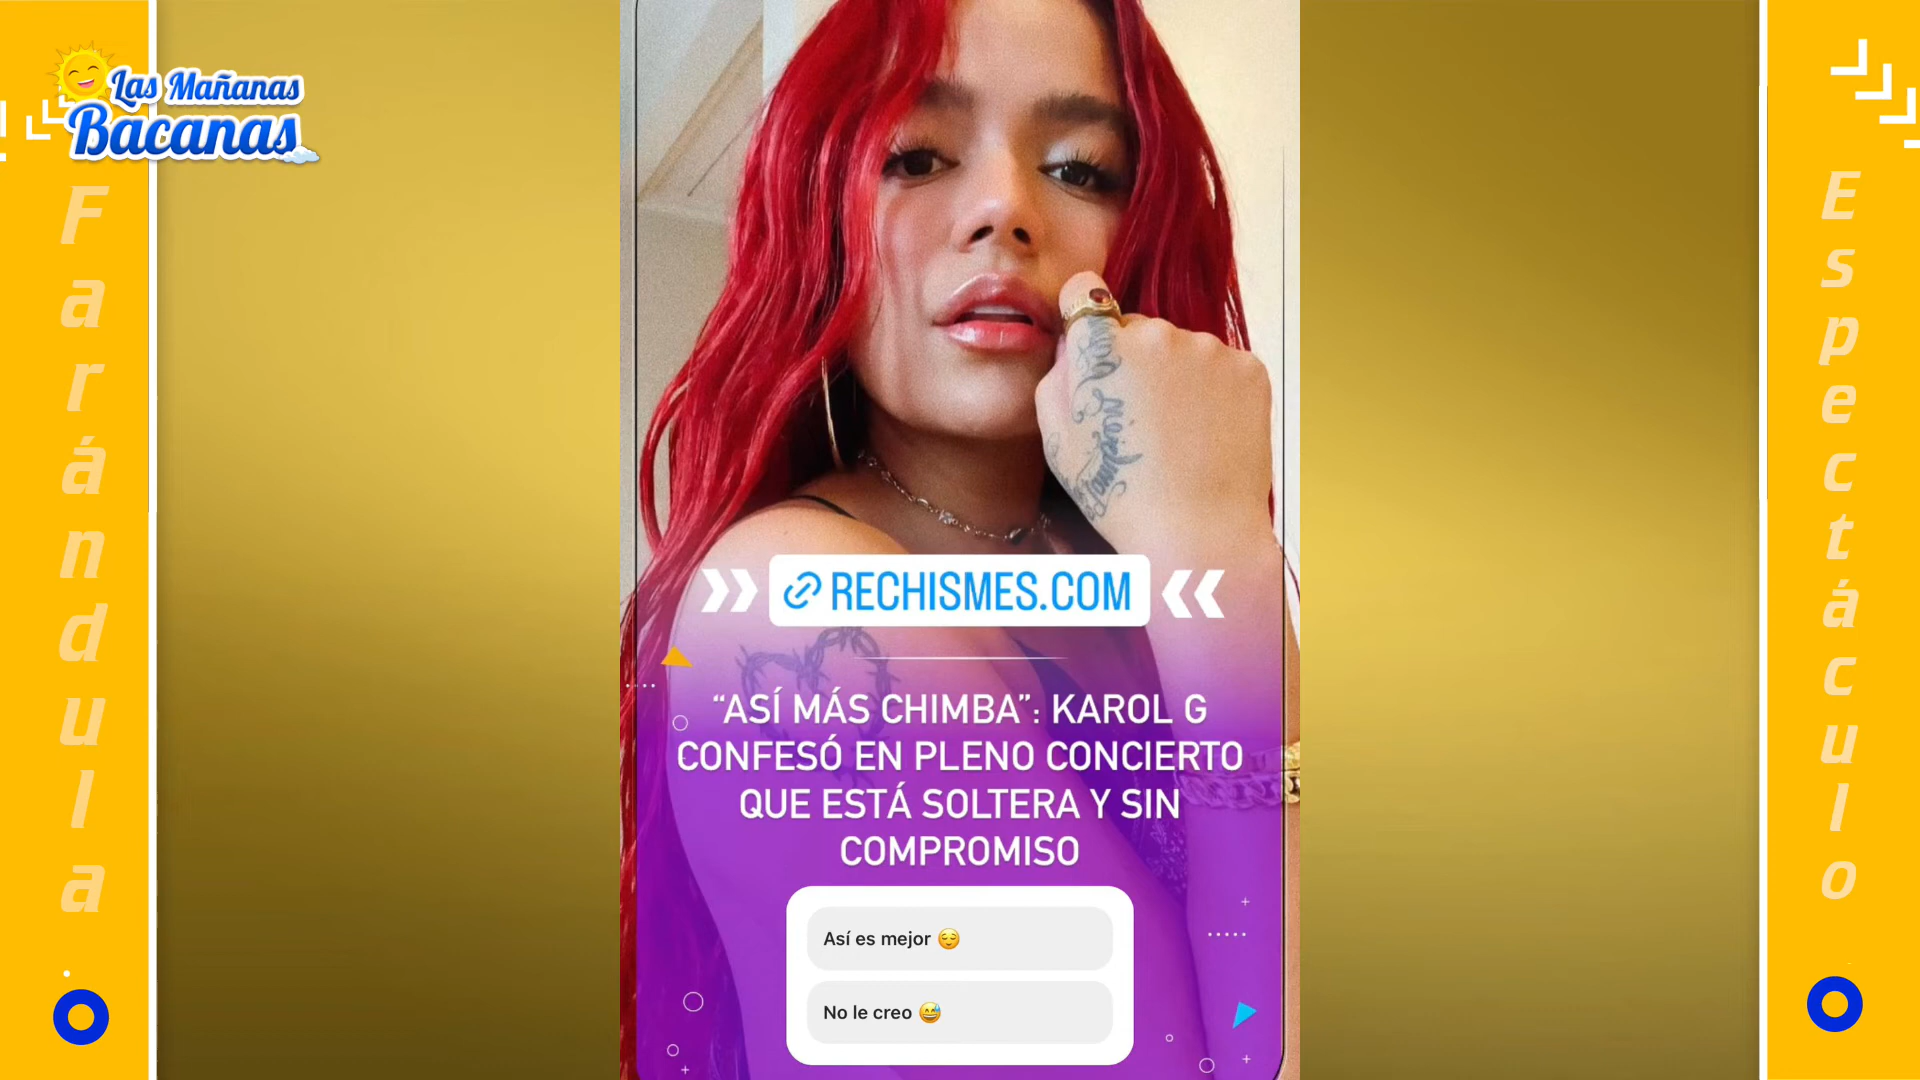 Las Mañanas
Bacanas
Farándula
RECHISMES.COM
“ASÍ MÁS CHIMBA”: KAROL G
CONFESÓ EN PLENO CONCIERTO
QUE ESTÁ SOLTERA Y SIN
COMPROMISO
Así es mejor 😌
No le creo 😅
Espectáculo